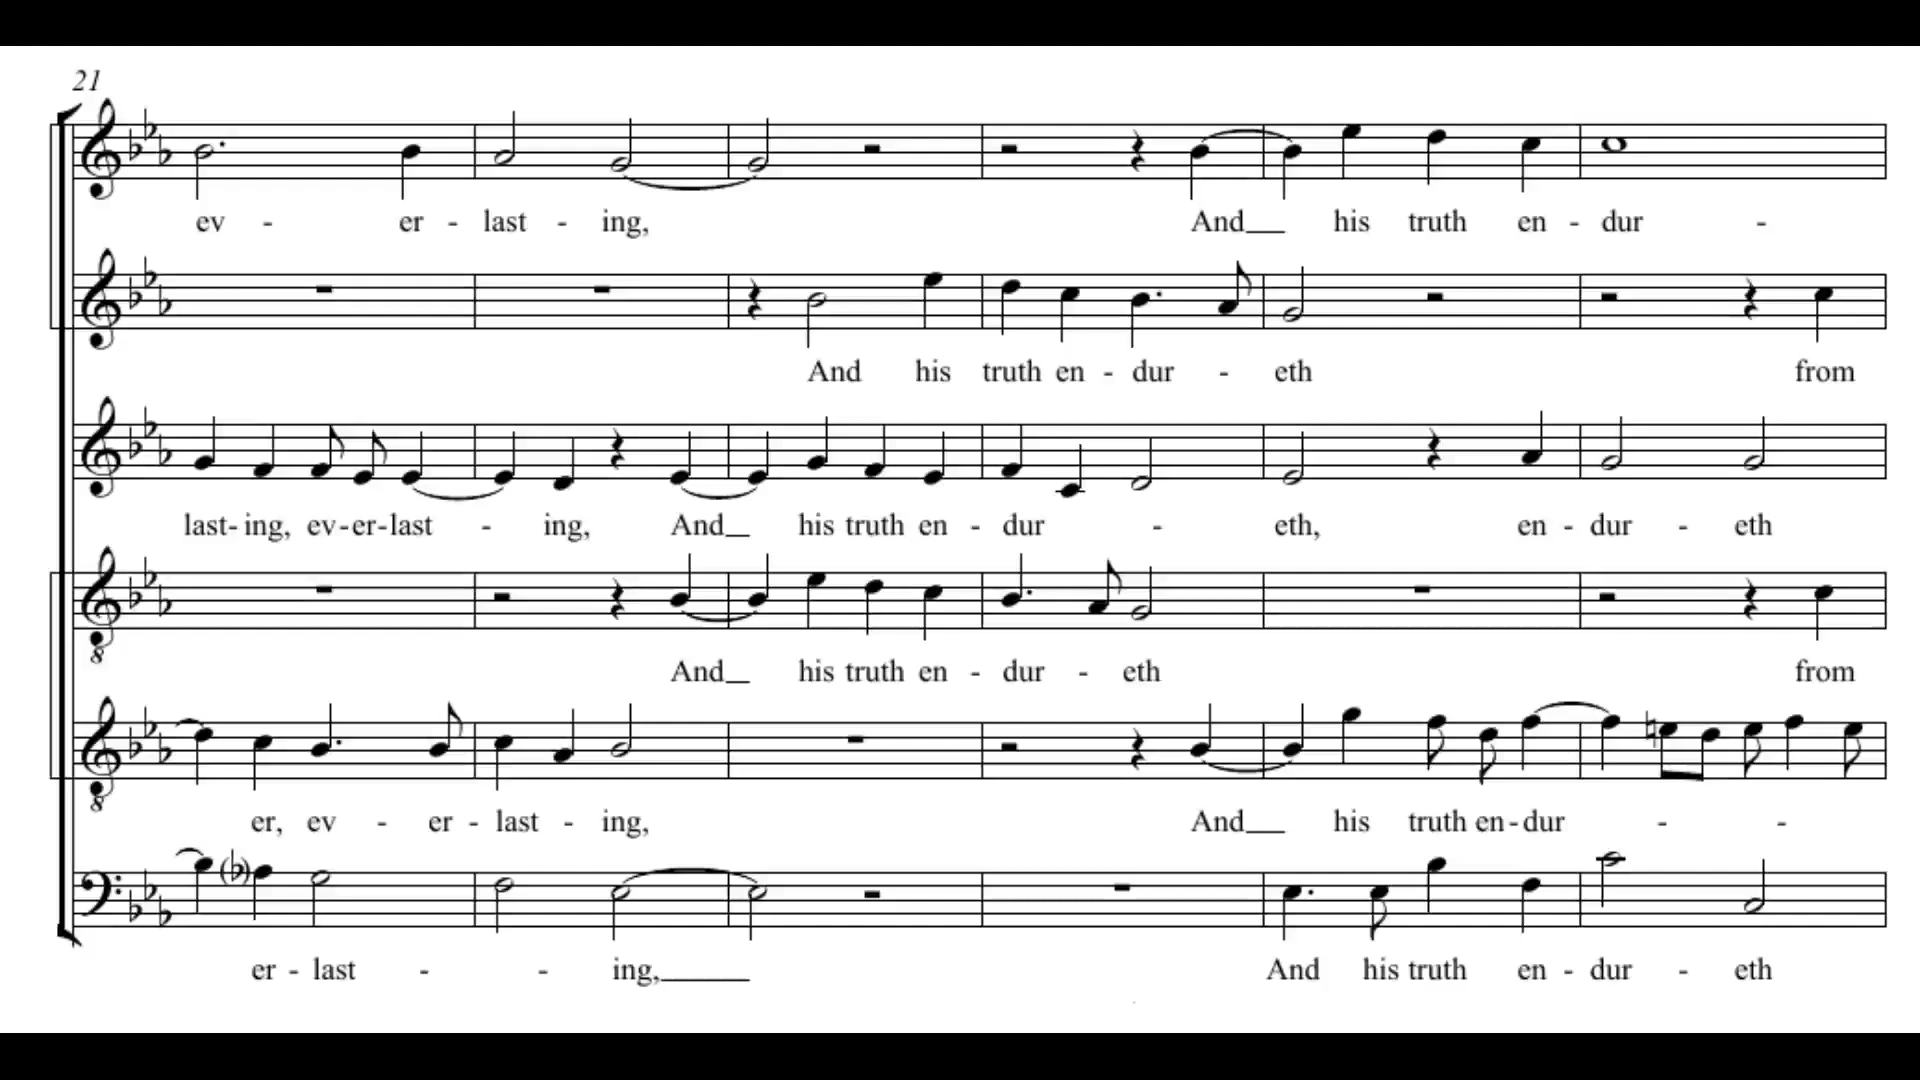 21
ev - er - last - ing, And__ his truth en - dur -
And his truth en - dur - eth from
last- ing, ev-er-last - ing, And__ his truth en - dur - eth, en - dur - eth
8
And__ his truth en - dur - eth from
8
er, ev - er - last - ing, And__ his truth en-dur - -
er - last - - ing,____ And his truth en - dur - eth